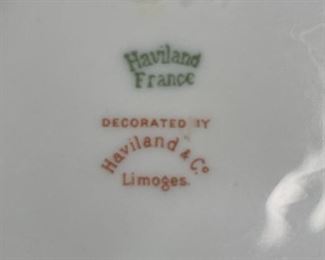 Haviland
France
DECORATED BY
Haviland & Co.
Limoges.